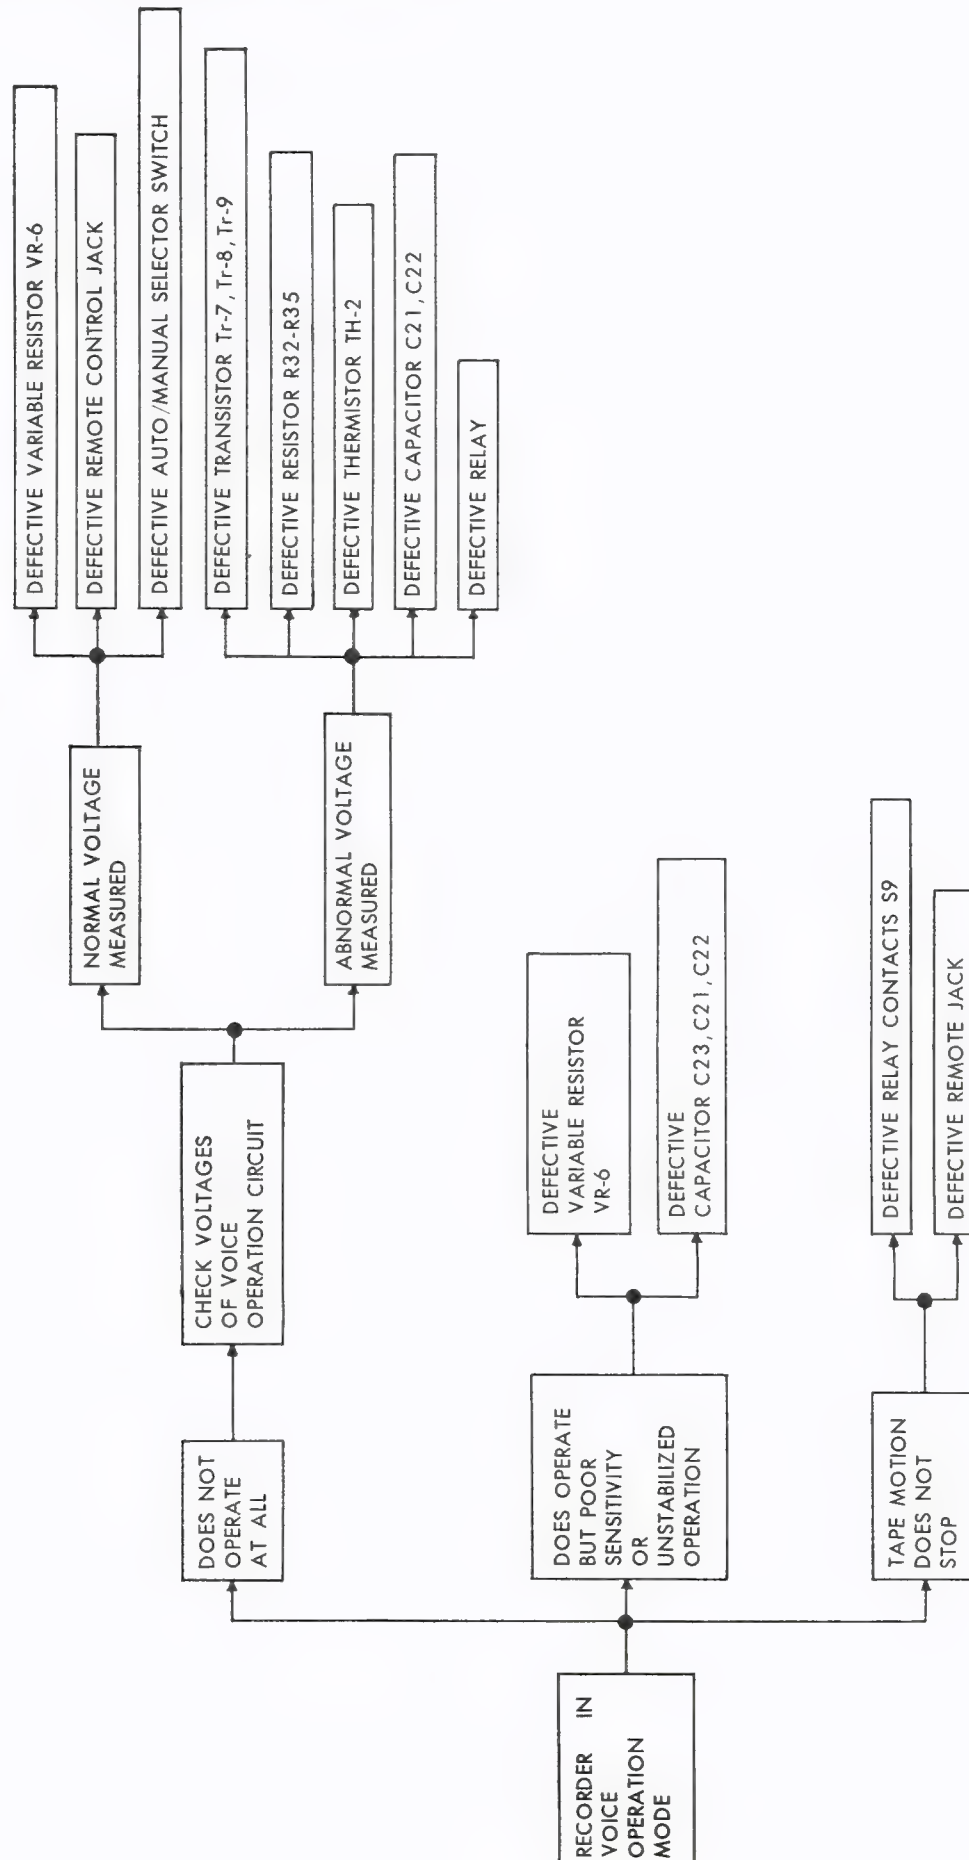 RECORDER IN
VOICE
OPERATION
MODE
DOES NOT
OPERATE
AT ALL
CHECK VOLTAGES
OF VOICE
OPERATION CIRCUIT
NORMAL VOLTAGE
MEASURED
DEFECTIVE VARIABLE RESISTOR VR-6
DEFECTIVE REMOTE CONTROL JACK
DEFECTIVE AUTO/MANUAL SELECTOR SWITCH
ABNORMAL VOLTAGE
MEASURED
DEFECTIVE TRANSISTOR Tr-7, Tr-8, Tr-9
DEFECTIVE RESISTOR R32-R35
DEFECTIVE THERMISTOR TH-2
DEFECTIVE CAPACITOR C21, C22
DEFECTIVE RELAY
DOES OPERATE
BUT POOR
SENSITIVITY
OR
UNSTABILIZED
OPERATION
DEFECTIVE
VARIABLE RESISTOR
VR-6
DEFECTIVE
CAPACITOR C23, C21, C22
TAPE MOTION
DOES NOT
STOP
DEFECTIVE RELAY CONTACTS S9
DEFECTIVE REMOTE JACK